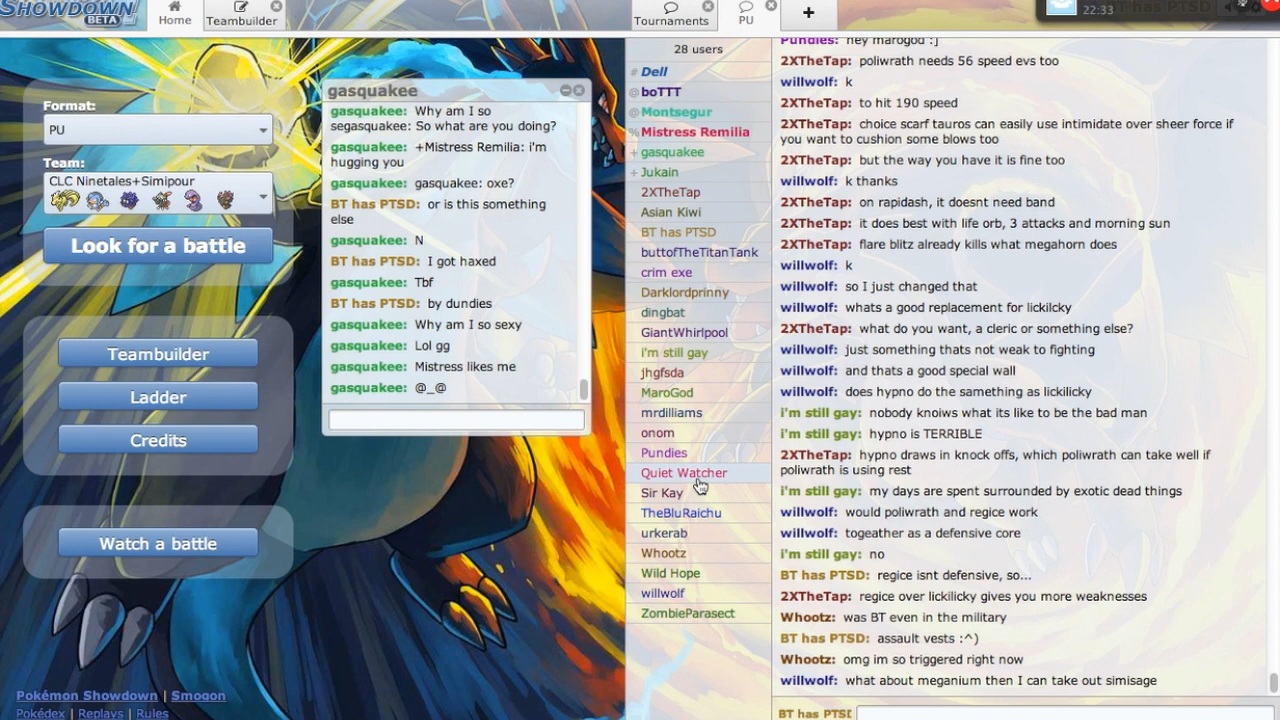 SHOWDOWN
BETA
Home
Teambuilder
Tournaments
PU
+
22:33
BT has PTSD
Format:
PU
Team:
CLC Ninetales+Simipour
Look for a battle
Teambuilder
Ladder
Credits
Watch a battle
Pokémon Showdown | Smogon
Pokédex | Replays | Rules
gasquakee
gasquakee: Why am I so
segasquakee: So what are you doing?
gasquakee: +Mistress Remilia: i'm
hugging you
gasquakee: gasquakee: oxe?
BT has PTSD: or is this something
else
gasquakee: N
BT has PTSD: I got haxed
gasquakee: Tbf
BT has PTSD: by dundies
gasquakee: Why am I so sexy
gasquakee: Lol gg
gasquakee: Mistress likes me
gasquakee: @_@
28 users
# Dell
@ boTTT
@ Montsegur
% Mistress Remilia
+ gasquakee
+ Jukain
2XTheTap
Asian Kiwi
BT has PTSD
buttofTheTitanTank
crim exe
Darklordprinny
dingbat
GiantWhirlpool
i'm still gay
jhgfsda
MaroGod
mrdilliams
onom
Pundies
Quiet Watcher
Sir Kay
TheBluRaichu
urkerab
Whootz
Wild Hope
willwolf
ZombieParasect
Pundies: hey marogod :]
2XTheTap: poliwrath needs 56 speed evs too
willwolf: k
2XTheTap: to hit 190 speed
2XTheTap: choice scarf tauros can easily use intimidate over sheer force if
you want to cushion some blows too
2XTheTap: but the way you have it is fine too
willwolf: k thanks
2XTheTap: on rapidash, it doesnt need band
2XTheTap: it does best with life orb, 3 attacks and morning sun
2XTheTap: flare blitz already kills what megahorn does
willwolf: k
willwolf: so I just changed that
willwolf: whats a good replacement for lickilcky
2XTheTap: what do you want, a cleric or something else?
willwolf: just something thats not weak to fighting
willwolf: and thats a good special wall
willwolf: does hypno do the samething as lickilicky
i'm still gay: nobody knoiws what its like to be the bad man
i'm still gay: hypno is TERRIBLE
2XTheTap: hypno draws in knock offs, which poliwrath can take well if
poliwrath is using rest
i'm still gay: my days are spent surrounded by exotic dead things
willwolf: would poliwrath and regice work
willwolf: togeather as a defensive core
i'm still gay: no
BT has PTSD: regice isnt defensive, so...
2XTheTap: regice over lickilicky gives you more weaknesses
Whootz: was BT even in the military
BT has PTSD: assault vests :^)
Whootz: omg im so triggered right now
willwolf: what about meganium then I can take out simisage
BT has PTSD